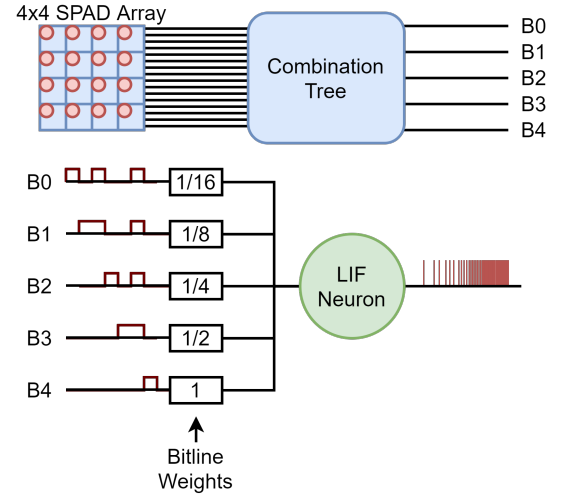 4x4 SPAD Array
Combination
Tree
B0
B1
B2
B3
B4
B0
1/16
B1
1/8
B2
1/4
B3
1/2
B4
1
LIF
Neuron
Bitline
Weights